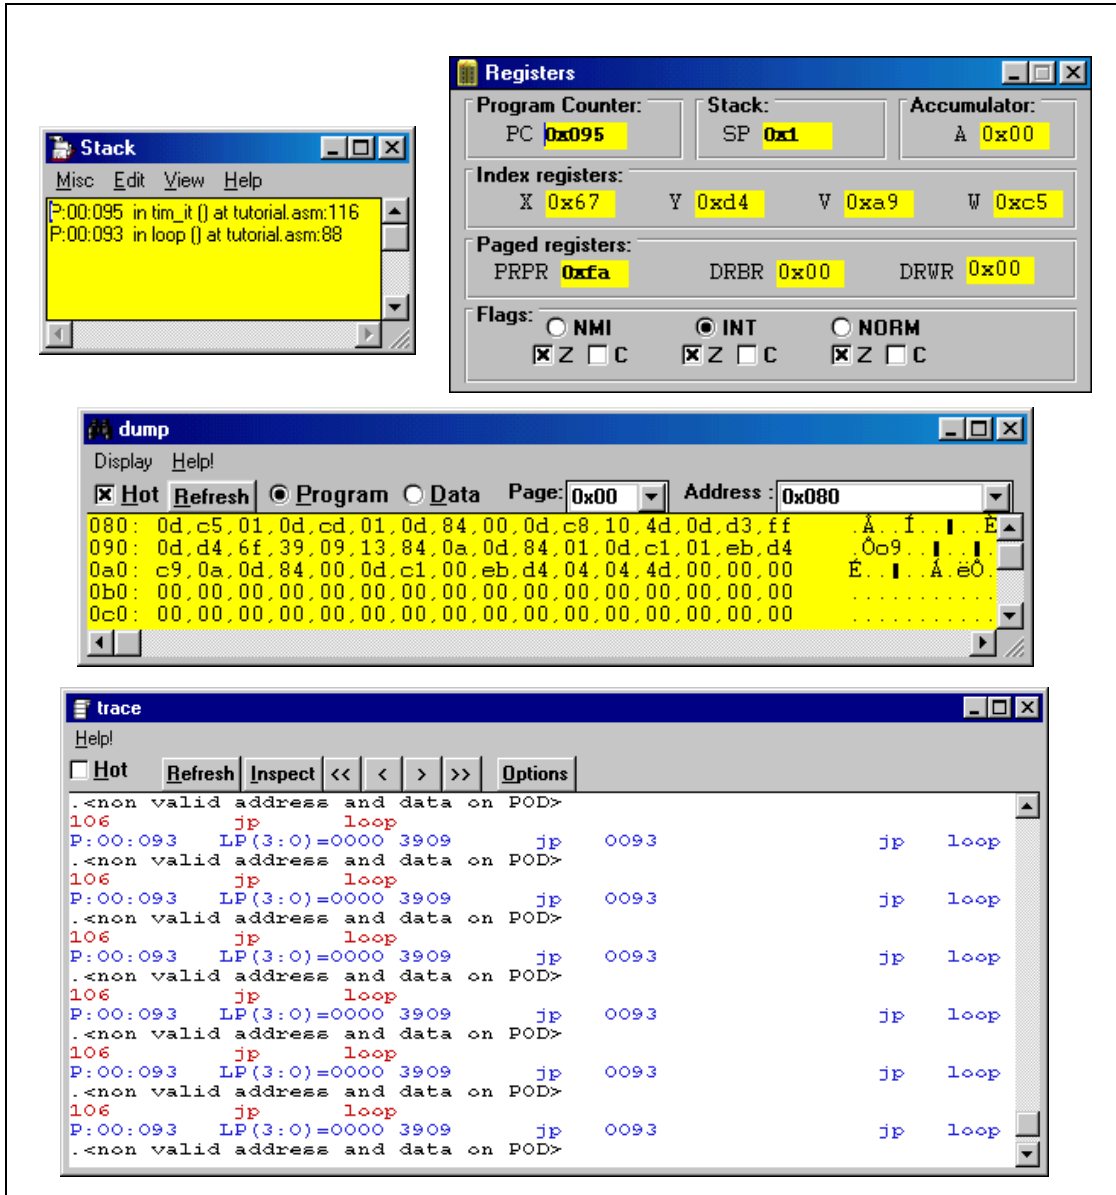 Stack
Misc Edit View Help
P:00:095 in tim_it () at tutorial.asm:116
P:00:093 in loop () at tutorial.asm:88
Registers
Program Counter: Stack: Accumulator:
PC 0x095 SP 0x1 A 0x00
Index registers:
X 0x67 Y 0xd4 V 0xa9 W 0xc5
Paged registers:
PRPR 0xfa DRBR 0x00 DRWR 0x00
Flags: NMI INT NORM
Z C Z C Z C
dump
Display Help!
Hot Refresh Program Data Page: 0x00 Address : 0x080
080: 0d,c5,01,0d,cd,01,0d,84,00,0d,c8,10,4d,0d,d3,ff .Å..Í..▮..È
090: 0d,d4,6f,39,09,13,84,0a,0d,84,01,0d,c1,01,eb,d4 .Ôo9..▮..▮.
0a0: c9,0a,0d,84,00,0d,c1,00,eb,d4,04,04,4d,00,00,00 É..▮..Á.ëÔ.
0b0: 00,00,00,00,00,00,00,00,00,00,00,00,00,00,00,00 ...........
0c0: 00,00,00,00,00,00,00,00,00,00,00,00,00,00,00,00 ...........
trace
Help!
Hot Refresh Inspect << < > >> Options
.<non valid address and data on POD>
106 jp loop
P:00:093 LP(3:0)=0000 3909 jp 0093 jp loop
.<non valid address and data on POD>
106 jp loop
P:00:093 LP(3:0)=0000 3909 jp 0093 jp loop
.<non valid address and data on POD>
106 jp loop
P:00:093 LP(3:0)=0000 3909 jp 0093 jp loop
.<non valid address and data on POD>
106 jp loop
P:00:093 LP(3:0)=0000 3909 jp 0093 jp loop
.<non valid address and data on POD>
106 jp loop
P:00:093 LP(3:0)=0000 3909 jp 0093 jp loop
.<non valid address and data on POD>
106 jp loop
P:00:093 LP(3:0)=0000 3909 jp 0093 jp loop
.<non valid address and data on POD>